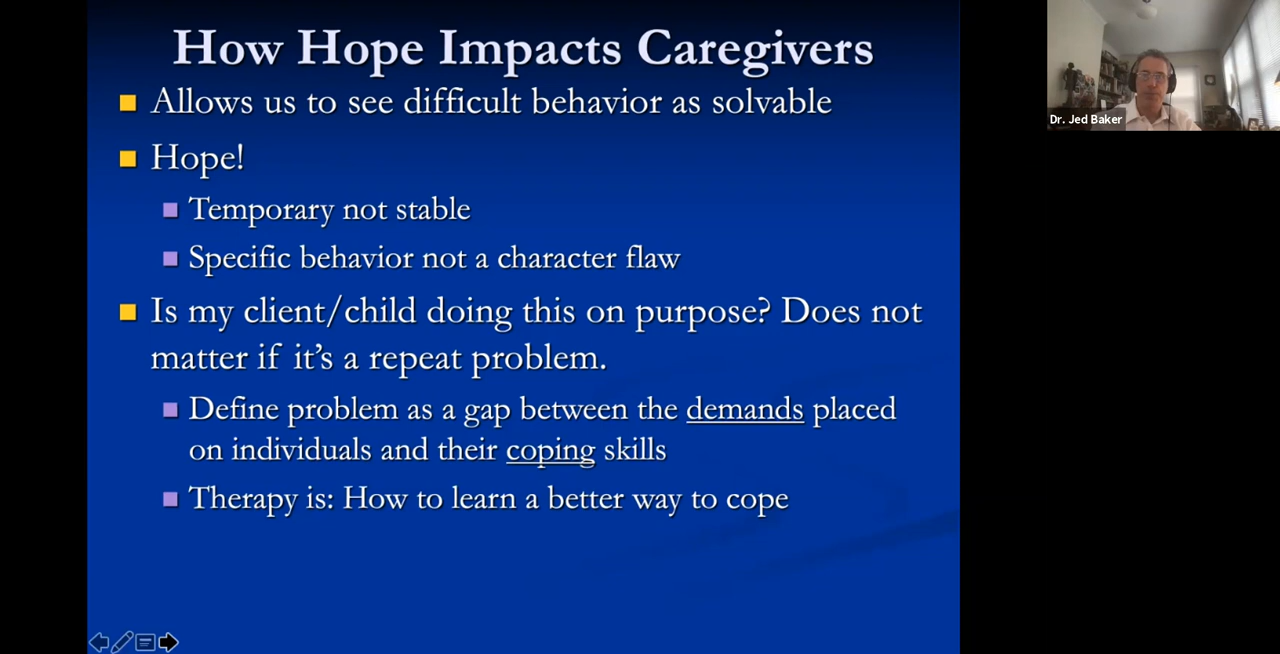 How Hope Impacts Caregivers
Allows us to see difficult behavior as solvable
Hope!
Temporary not stable
Specific behavior not a character flaw
Is my client/child doing this on purpose? Does not
matter if it’s a repeat problem.
Define problem as a gap between the demands placed
on individuals and their coping skills
Therapy is: How to learn a better way to cope
Dr. Jed Baker